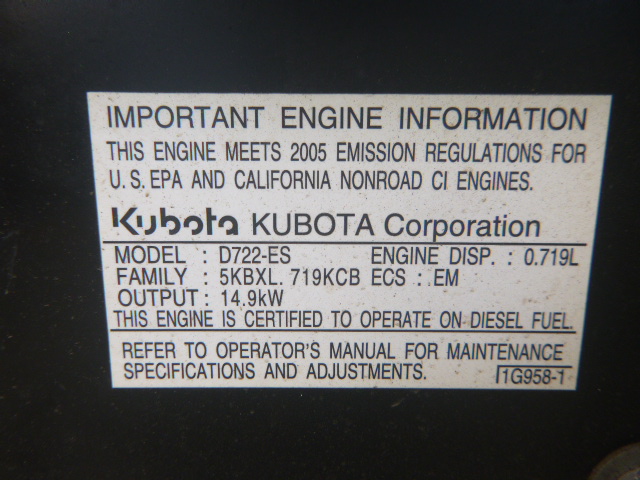 IMPORTANT ENGINE INFORMATION
THIS ENGINE MEETS 2005 EMISSION REGULATIONS FOR
U.S. EPA AND CALIFORNIA NONROAD CI ENGINES.
Kubota KUBOTA Corporation
MODEL : D722-ES ENGINE DISP. : 0.719L
FAMILY : 5KBXL. 719KCB ECS : EM
OUTPUT : 14.9kW
THIS ENGINE IS CERTIFIED TO OPERATE ON DIESEL FUEL.
REFER TO OPERATOR'S MANUAL FOR MAINTENANCE
SPECIFICATIONS AND ADJUSTMENTS. 1G958-1